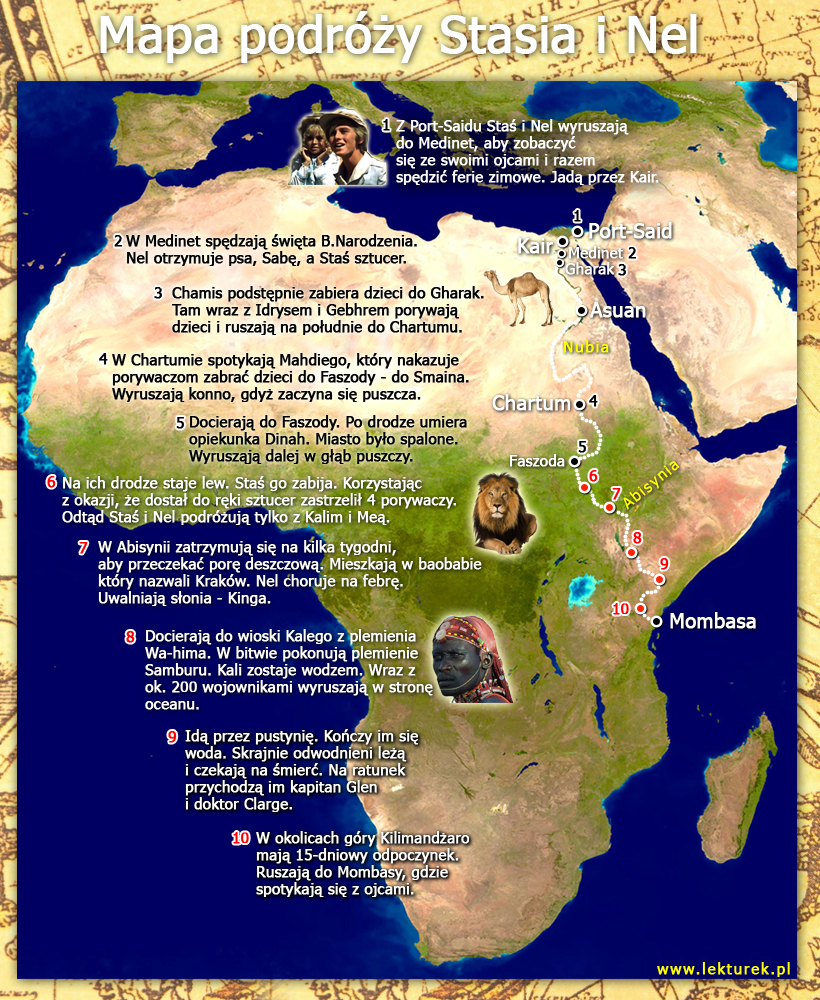 Mapa podróży Stasia i Nel
1 Z Port-Saidu Staś i Nel wyruszają
do Medinet, aby zobaczyć
się ze swoimi ojcami i razem
spędzić ferie zimowe. Jadą przez Kair.
1
Port-Said
Kair
Medinet 2
Gharak 3
2 W Medinet spędzają święta B.Narodzenia.
Nel otrzymuje psa, Sabę, a Staś sztucer.
3 Chamis podstępnie zabiera dzieci do Gharak.
Tam wraz z Idrysem i Gebhrem porywają
dzieci i ruszają na południe do Chartumu.
Asuan
Nubia
4 W Chartumie spotykają Mahdiego, który nakazuje
porywaczom zabrać dzieci do Faszody - do Smaina.
Wyruszają konno, gdyż zaczyna się puszcza.
Chartum 4
5 Docierają do Faszody. Po drodze umiera
opiekunka Dinah. Miasto było spalone.
Wyruszają dalej w głąb puszczy.
5
Faszoda
6
Abisynia
7
6 Na ich drodze staje lew. Staś go zabija. Korzystając
z okazji, że dostał do ręki sztucer zastrzelił 4 porywaczy.
Odtąd Staś i Nel podróżują tylko z Kalim i Meą.
7 W Abisynii zatrzymują się na kilka tygodni,
aby przeczekać porę deszczową. Mieszkają w baobabie
który nazwali Kraków. Nel choruje na febrę.
Uwalniają słonia - Kinga.
8
9
10
Mombasa
8 Docierają do wioski Kalego z plemienia
Wa-hima. W bitwie pokonują plemienie
Samburu. Kali zostaje wodzem. Wraz z
ok. 200 wojownikami wyruszają w stronę
oceanu.
9 Idą przez pustynię. Kończy im się
woda. Skrajnie odwodnieni leżą
i czekają na śmierć. Na ratunek
przychodzą im kapitan Glen
i doktor Clarge.
10 W okolicach góry Kilimandżaro
mają 15-dniowy odpoczynek.
Ruszają do Mombasy, gdzie
spotykają się z ojcami.
www.lekturek.pl